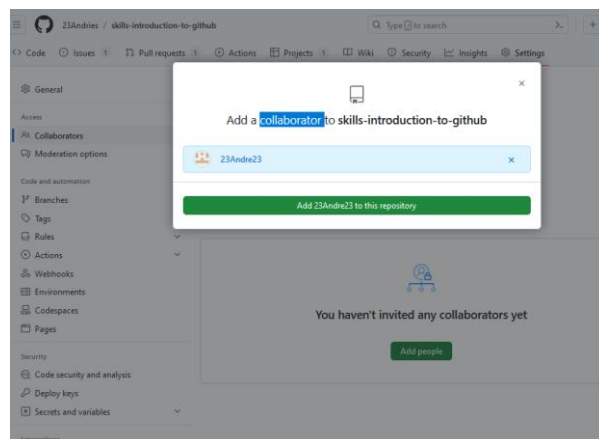 23Andries / skills-introduction-to-github
Type / to search
Code Issues 1 Pull requests 1 Actions Projects 1 Wiki Security Insights Settings
General
Access
Collaborators
Moderation options
Code and automation
Branches
Tags
Rules
Actions
Webhooks
Environments
Codespaces
Pages
Security
Code security and analysis
Deploy keys
Secrets and variables
Add a collaborator to skills-introduction-to-github
23Andre23
Add 23Andre23 to this repository
You haven't invited any collaborators yet
Add people